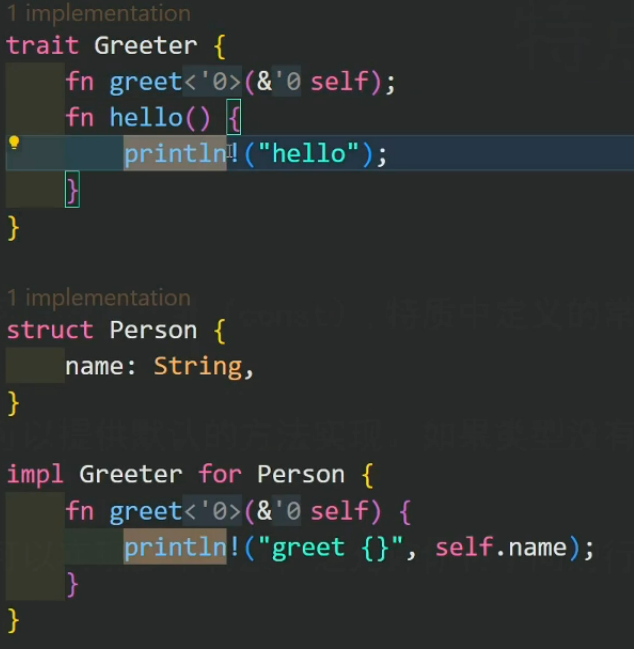 1 implementation
trait Greeter {
    fn greet<'0>(&'0 self);
    fn hello() {
        println!("hello");
    }
}
1 implementation
struct Person {
    name: String,
}
impl Greeter for Person {
    fn greet<'0>(&'0 self) {
        println!("greet {}", self.name);
    }
}